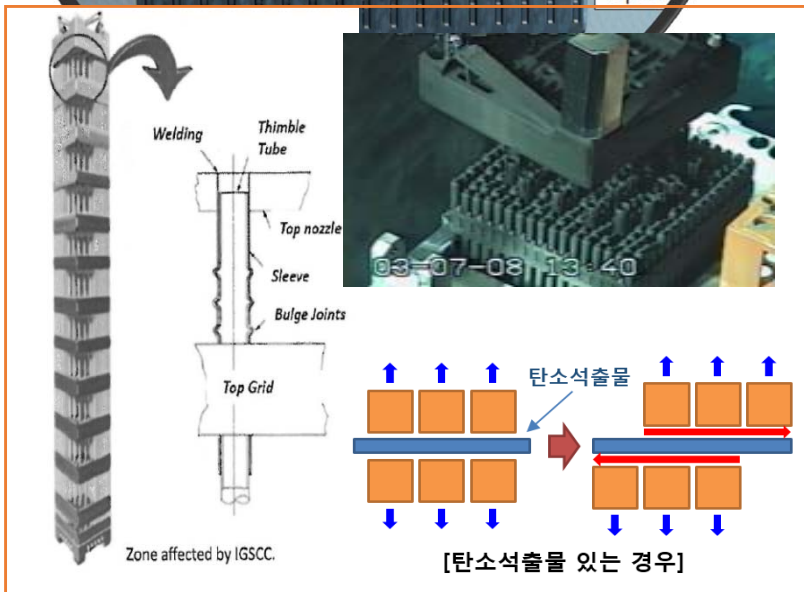 Welding
Thimble
Tube
Top nozzle
Sleeve
Bulge Joints
Top Grid
Zone affected by IGSCC.
03-07-08 13:40
탄소석출물
[탄소석출물 있는 경우]